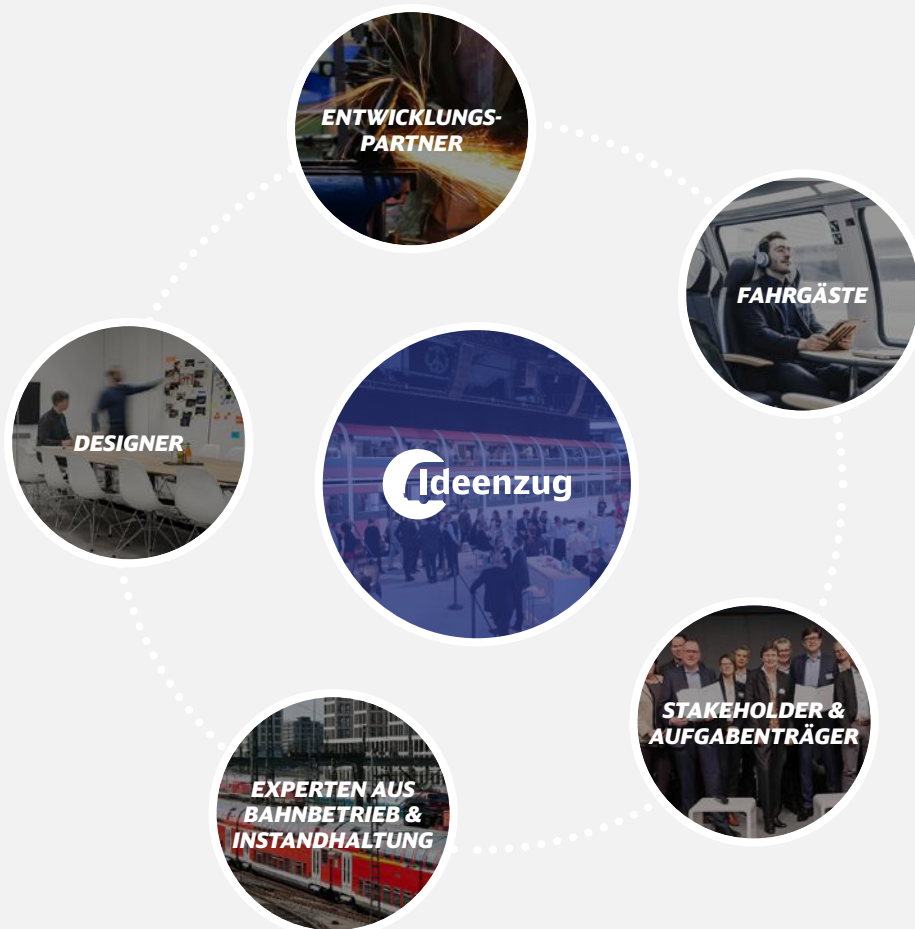 ENTWICKLUNGS-
PARTNER
FAHRGÄSTE
DESIGNER
Ideenzug
STAKEHOLDER &
AUFGABENTRÄGER
EXPERTEN AUS
BAHNBETRIEB &
INSTANDHALTUNG